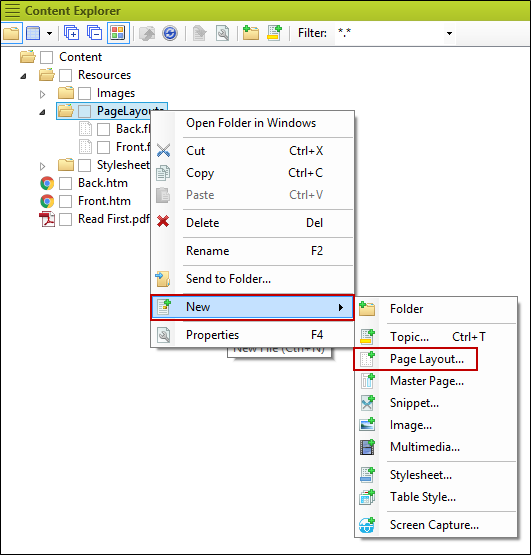 Content Explorer
Filter: *.*
Content
Resources
Images
PageLayouts
Back.fl
Front.f
Stylesheet
Back.htm
Front.htm
Read First.pdf
Open Folder in Windows
Cut Ctrl+X
Copy Ctrl+C
Paste Ctrl+V
Delete Del
Rename F2
Send to Folder...
New
Properties F4
New File (Ctrl+N)
Folder
Topic... Ctrl+T
Page Layout...
Master Page...
Snippet...
Image...
Multimedia...
Stylesheet...
Table Style...
Screen Capture...